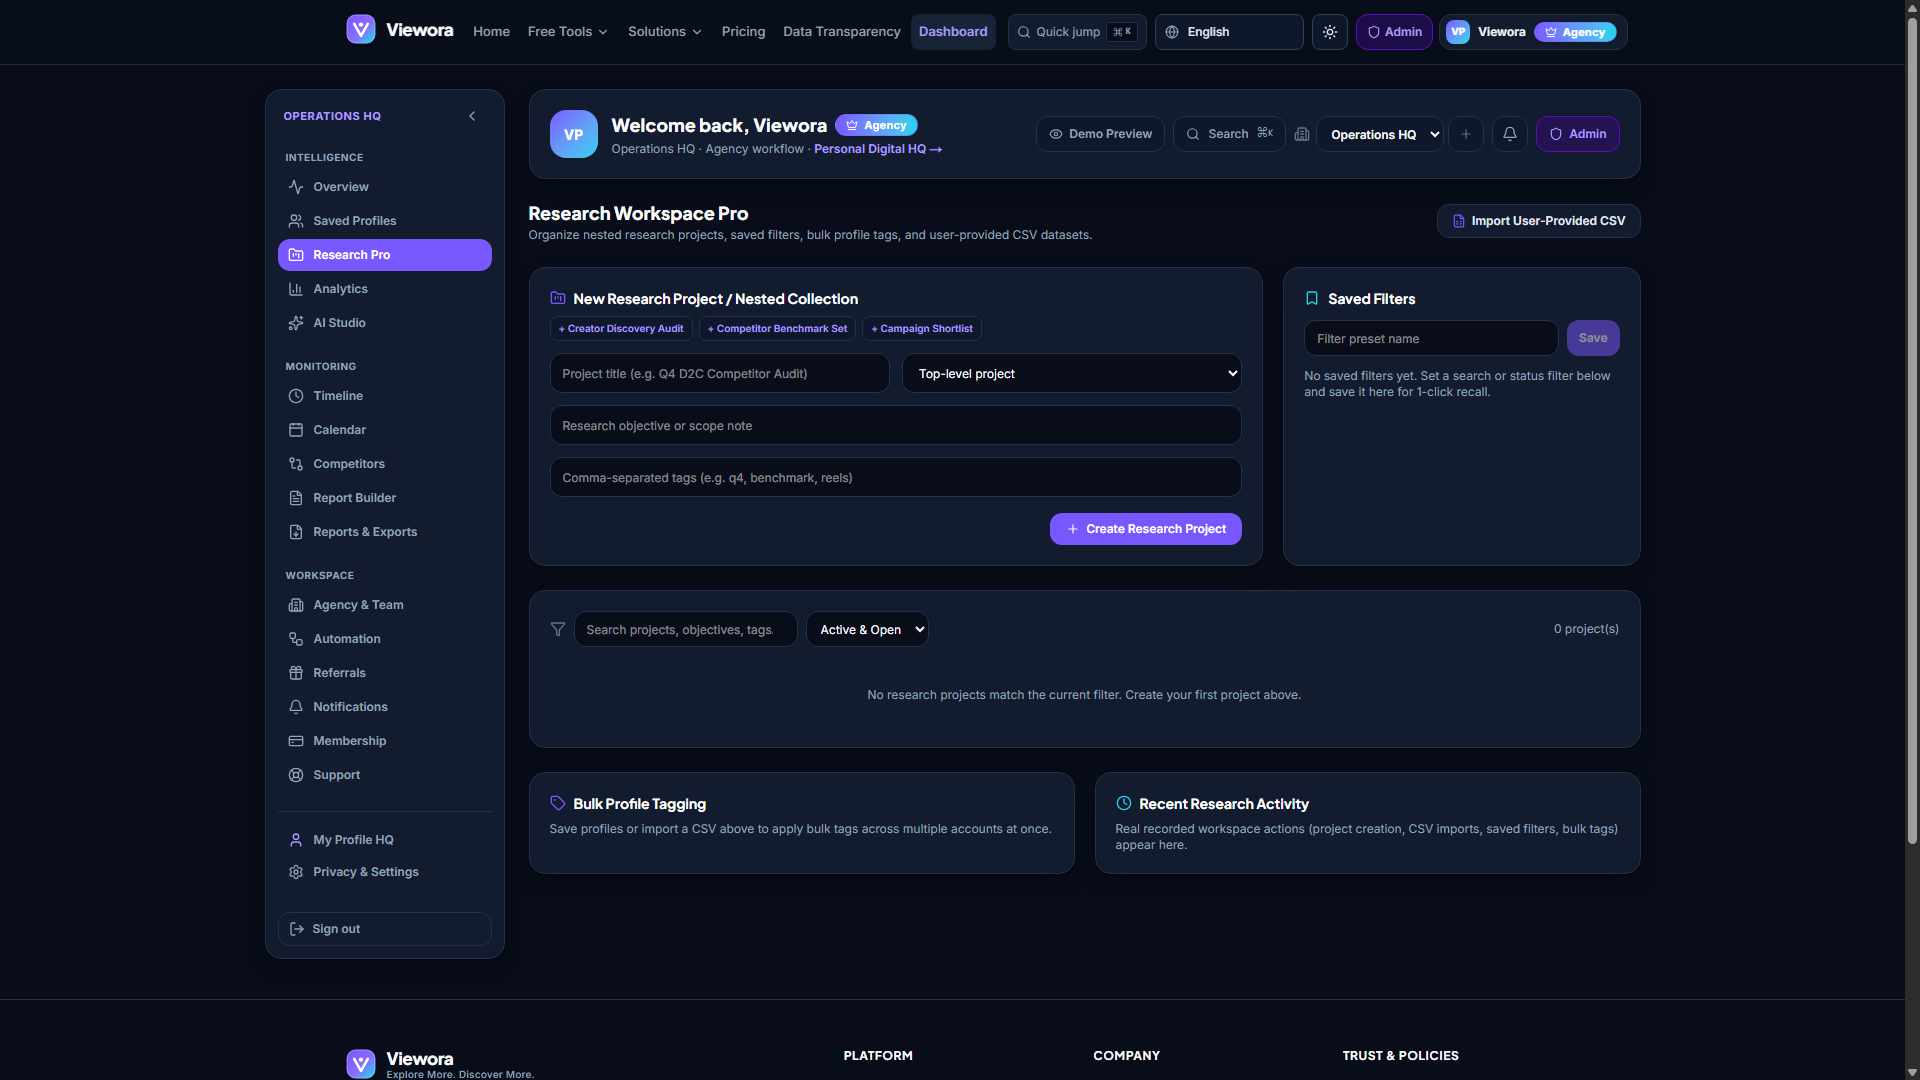 Viewora
Home
Free Tools
Solutions
Pricing
Data Transparency
Dashboard
Quick jump ⌘ K
English
Admin
VP Viewora Agency
OPERATIONS HQ
INTELLIGENCE
Overview
Saved Profiles
Research Pro
Analytics
AI Studio
MONITORING
Timeline
Calendar
Competitors
Report Builder
Reports & Exports
WORKSPACE
Agency & Team
Automation
Referrals
Notifications
Membership
Support
My Profile HQ
Privacy & Settings
Sign out
VP
Welcome back, Viewora Agency
Operations HQ · Agency workflow · Personal Digital HQ →
Demo Preview
Search ⌘K
Operations HQ
Admin
Research Workspace Pro
Organize nested research projects, saved filters, bulk profile tags, and user-provided CSV datasets.
Import User-Provided CSV
New Research Project / Nested Collection
+ Creator Discovery Audit
+ Competitor Benchmark Set
+ Campaign Shortlist
Project title (e.g. Q4 D2C Competitor Audit)
Top-level project
Research objective or scope note
Comma-separated tags (e.g. q4, benchmark, reels)
+ Create Research Project
Saved Filters
Filter preset name
Save
No saved filters yet. Set a search or status filter below
and save it here for 1-click recall.
Search projects, objectives, tags.
Active & Open
0 project(s)
No research projects match the current filter. Create your first project above.
Bulk Profile Tagging
Save profiles or import a CSV above to apply bulk tags across multiple accounts at once.
Recent Research Activity
Real recorded workspace actions (project creation, CSV imports, saved filters, bulk tags)
appear here.
Viewora
Explore More. Discover More.
PLATFORM
COMPANY
TRUST & POLICIES